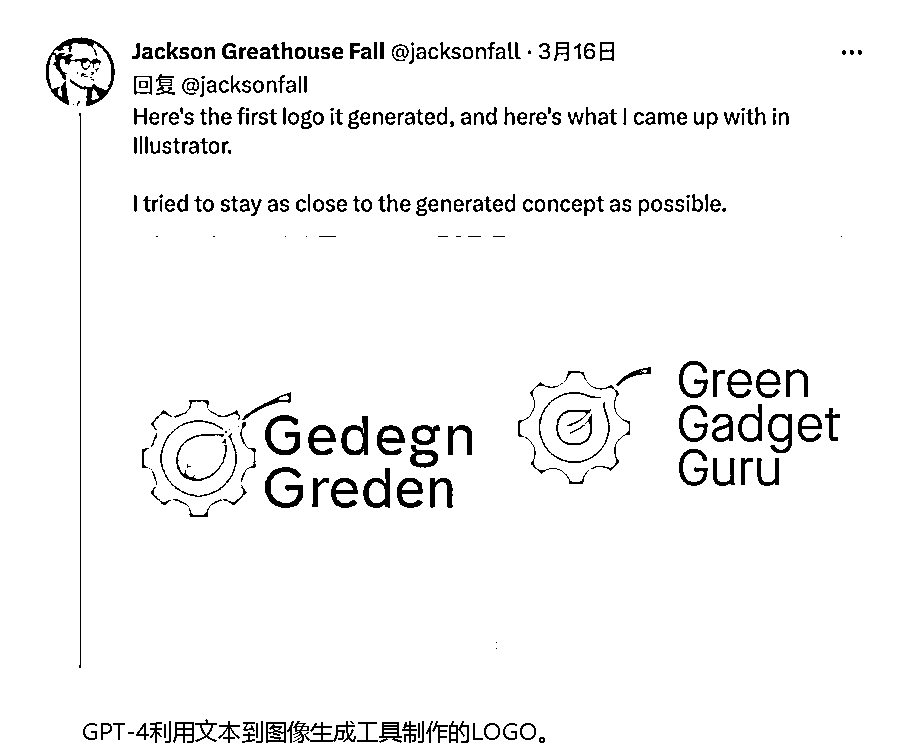 Jackson Greathouse Fall @jacksonfall · 3月16日
回复 @jacksonfall
Here's the first logo it generated, and here's what I came up with in
Illustrator.
I tried to stay as close to the generated concept as possible.
Gedegn
Greden
Green
Gadget
Guru
GPT-4利用文本到图像生成工具制作的LOGO。